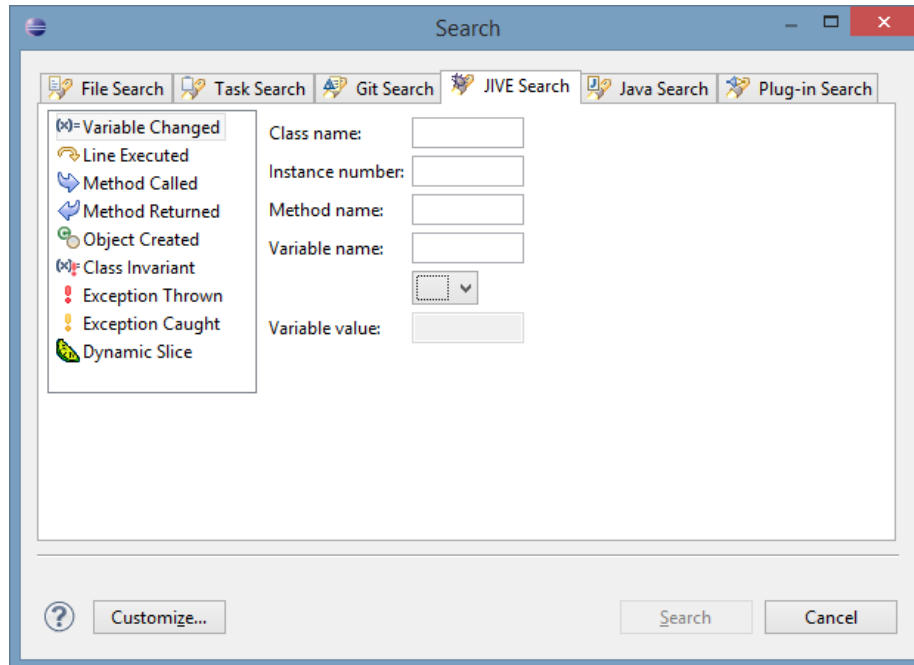 Search
File Search Task Search Git Search JIVE Search Java Search Plug-in Search
(x)= Variable Changed
Line Executed
Method Called
Method Returned
Object Created
(x) Class Invariant
Exception Thrown
Exception Caught
Dynamic Slice
Class name:
Instance number:
Method name:
Variable name:
Variable value:
Customize...
Search
Cancel